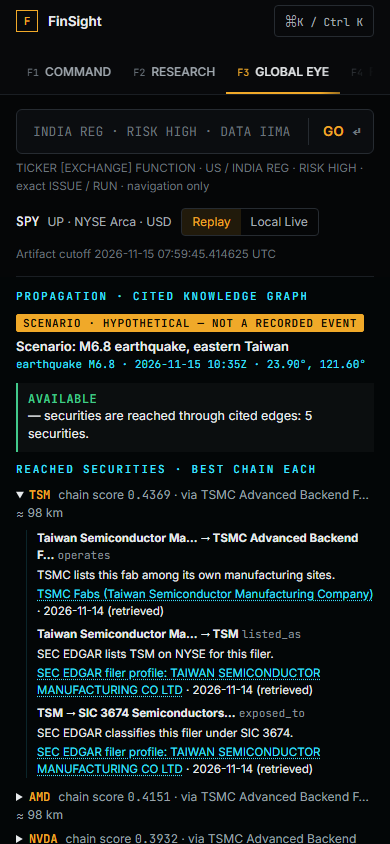 F FinSight ⌘K / Ctrl K
F1 COMMAND F2 RESEARCH F3 GLOBAL EYE F4
INDIA REG · RISK HIGH · DATA IIMA GO ⏎
TICKER [EXCHANGE] FUNCTION · US / INDIA REG · RISK HIGH ·
exact ISSUE / RUN · navigation only
SPY UP · NYSE Arca · USD Replay Local Live
Artifact cutoff 2026-11-15 07:59:45.414625 UTC
PROPAGATION · CITED KNOWLEDGE GRAPH
SCENARIO · HYPOTHETICAL — NOT A RECORDED EVENT
Scenario: M6.8 earthquake, eastern Taiwan
earthquake M6.8 · 2026-11-15 10:35Z · 23.90°, 121.60°
AVAILABLE
— securities are reached through cited edges: 5
securities.
REACHED SECURITIES · BEST CHAIN EACH
▼ TSM chain score 0.4369 · via TSMC Advanced Backend F...
≈ 98 km
Taiwan Semiconductor Ma... → TSMC Advanced Backend
F... operates
TSMC lists this fab among its own manufacturing sites.
TSMC Fabs (Taiwan Semiconductor Manufacturing Company)
· 2026-11-14 (retrieved)
Taiwan Semiconductor Ma... → TSM listed_as
SEC EDGAR lists TSM on NYSE for this filer.
SEC EDGAR filer profile: TAIWAN SEMICONDUCTOR
MANUFACTURING CO LTD · 2026-11-14 (retrieved)
TSM → SIC 3674 Semiconductors... exposed_to
SEC EDGAR classifies this filer under SIC 3674.
SEC EDGAR filer profile: TAIWAN SEMICONDUCTOR
MANUFACTURING CO LTD · 2026-11-14 (retrieved)
▶ AMD chain score 0.4151 · via TSMC Advanced Backend F...
≈ 98 km
▶ NVDA chain score 0.3932 · via TSMC Advanced Backend